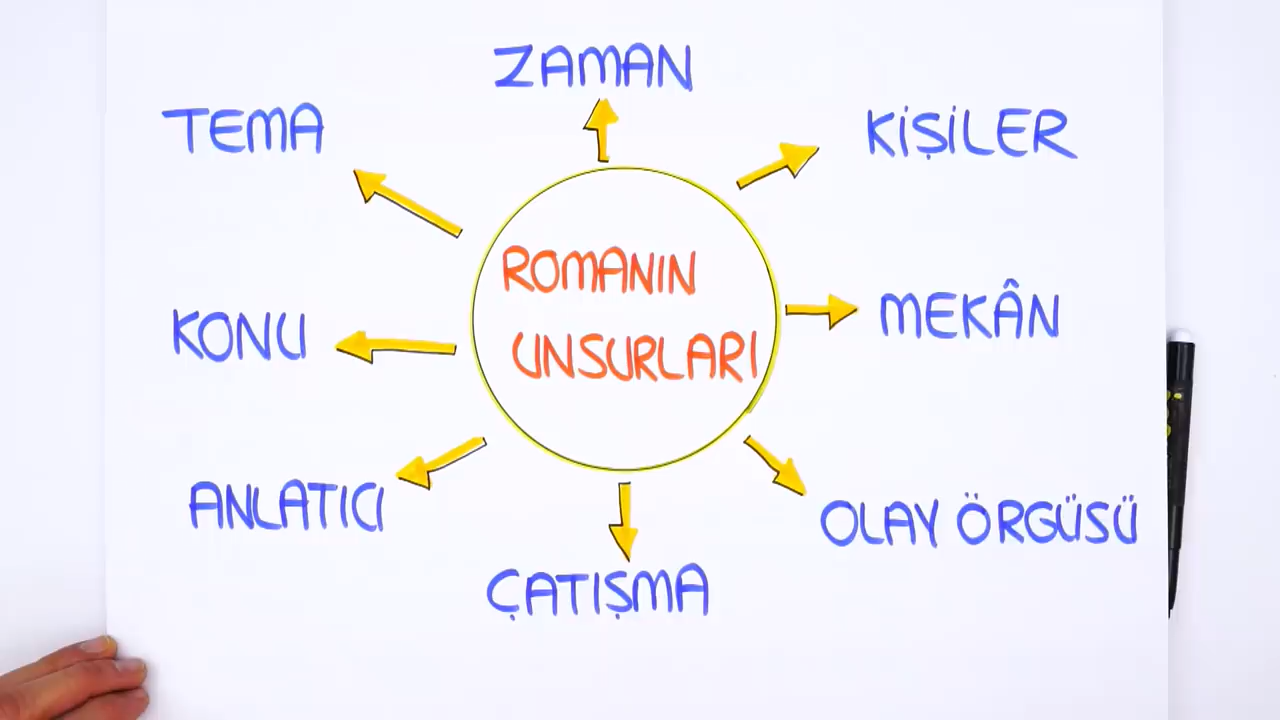 ZAMAN
TEMA
KİŞİLER
ROMANIN
UNSURLARI
KONU
MEKÂN
ANLATICI
OLAY ÖRGÜSÜ
ÇATIŞMA